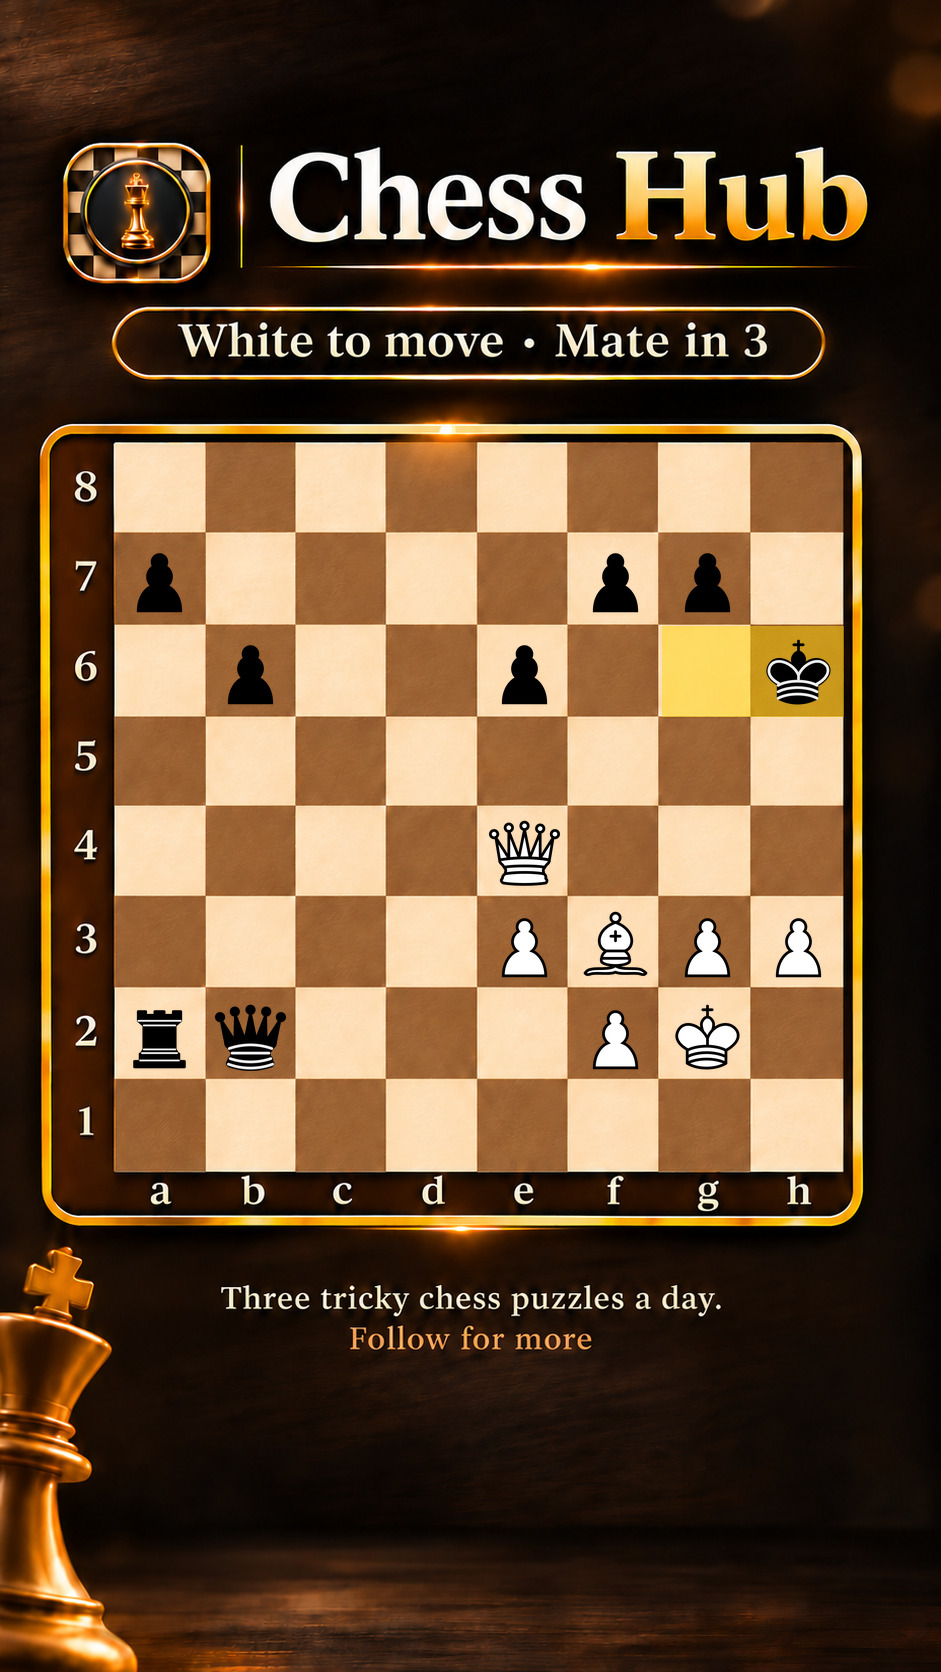 Chess Hub
White to move • Mate in 3
8
7
6
5
4
3
2
1
a b c d e f g h
Three tricky chess puzzles a day.
Follow for more